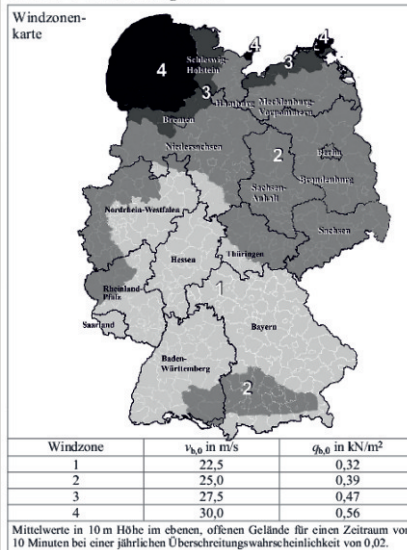 Windzonen-
karte
4
4
4
3
Schleswig-
Holstein
3
Hamburg
Mecklenburg-
Vorpommern
Bremen
Niedersachsen
2
Berlin
Brandenburg
Sachsen-
Anhalt
Nordrhein-Westfalen
Sachsen
Thüringen
Hessen
Rheinland-
Pfalz
1
Saarland
Bayern
Baden-
Württemberg
2
Windzone v_b,0 in m/s q_b,0 in kN/m²
1 22,5 0,32
2 25,0 0,39
3 27,5 0,47
4 30,0 0,56
Mittelwerte in 10 m Höhe im ebenen, offenen Gelände für einen Zeitraum von
10 Minuten bei einer jährlichen Überschreitungswahrscheinlichkeit von 0,02.